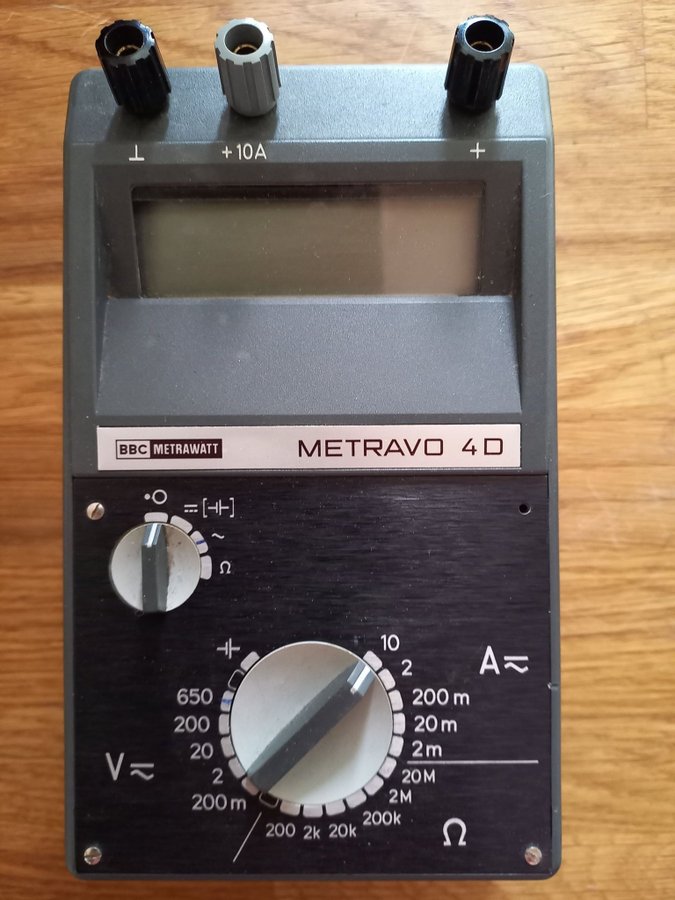 ⊥ +10A +
BBC METRAWATT METRAVO 4D
•O
⎓[⊣⊢]
~
Ω
⊣⊢
10
2
A≂
650
200 m
200
20 m
20
2 m
V≂
2
20M
200 m
2M
200 2k 20k 200k
Ω